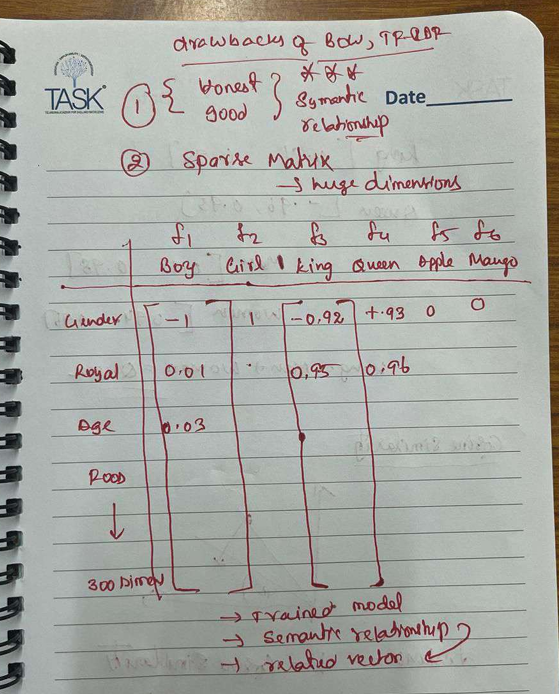 drawbacks of BOW, TF-IDF
TASK
Date
① { Honest good } *** Symantic relationship
② Sparse Matrix
→ huge dimensions
f1 f2 f3 f4 f5 f6
Boy Girl King Queen Apple Mango
Gender -1 1 -0.92 +.93 0 0
Royal 0.01 . 0.95 0.96
Age 0.03
Food
↓
300 Dimen
→ Trained model
→ Semantic relationship
→ related vector